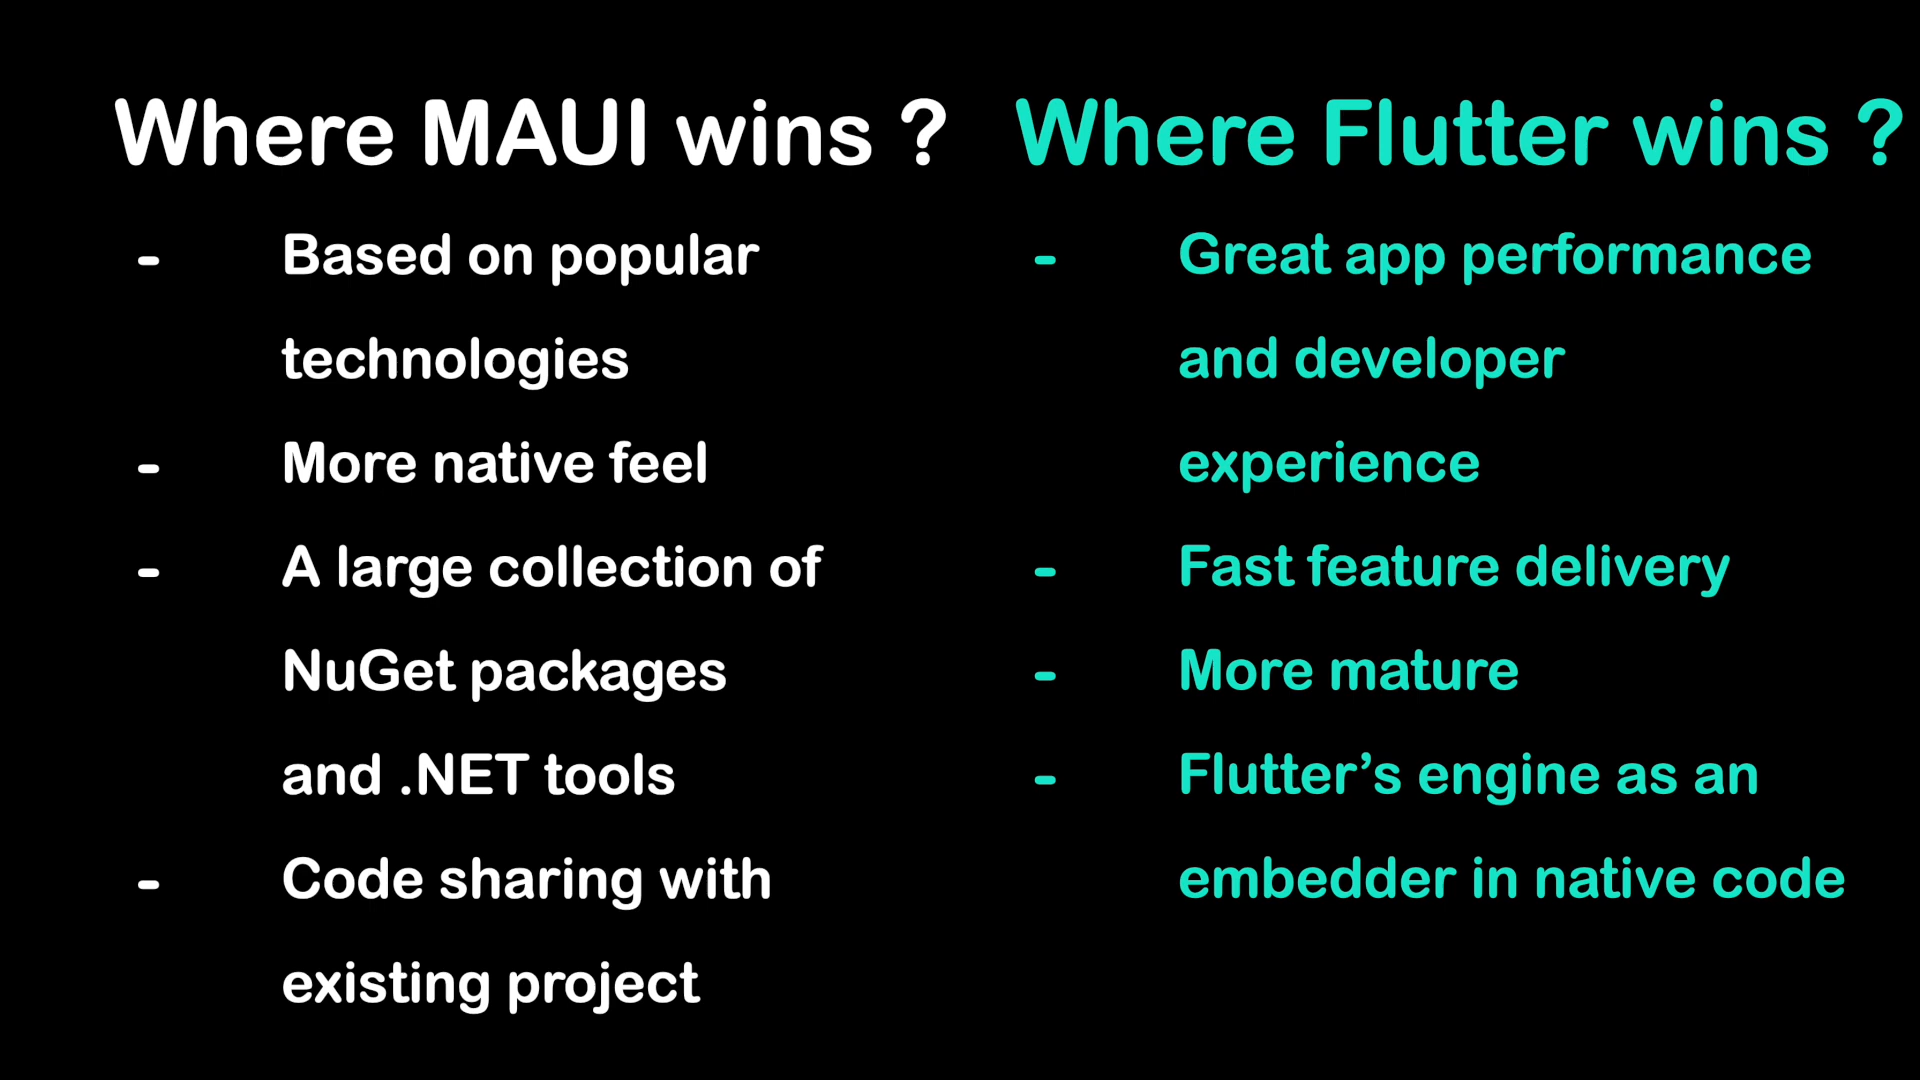 Where MAUI wins ?
- Based on popular
technologies
- More native feel
- A large collection of
NuGet packages
and .NET tools
- Code sharing with
existing project
Where Flutter wins ?
- Great app performance
and developer
experience
- Fast feature delivery
- More mature
- Flutter’s engine as an
embedder in native code